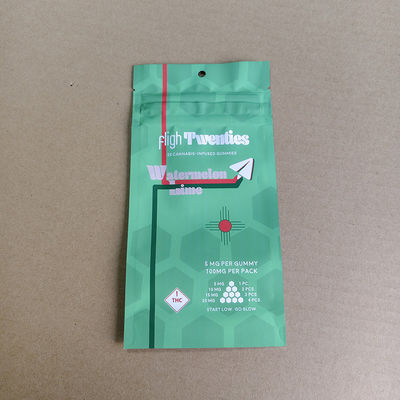 fligh Twenties
20 CANNABIS-INFUSED GUMMIES
Watermelon
Lime
5 MG PER GUMMY
100MG PER PACK
5 MG 1 PC
10 MG 2 PCS
15 MG 3 PCS
20 MG 4 PCS
START LOW. GO SLOW
!
THC